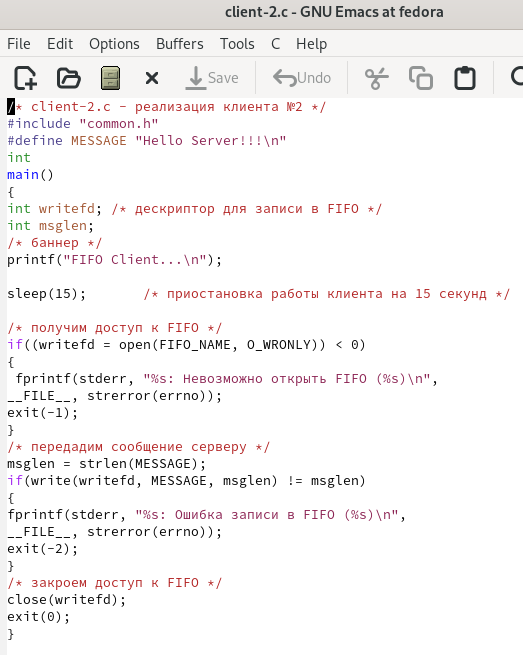 client-2.c - GNU Emacs at fedora
File Edit Options Buffers Tools C Help
Save Undo
/* client-2.c - реализация клиента №2 */
#include "common.h"
#define MESSAGE "Hello Server!!!\n"
int
main()
{
int writefd; /* дескриптор для записи в FIFO */
int msglen;
/* баннер */
printf("FIFO Client...\n");
sleep(15); /* приостановка работы клиента на 15 секунд */
/* получим доступ к FIFO */
if((writefd = open(FIFO_NAME, O_WRONLY)) < 0)
{
fprintf(stderr, "%s: Невозможно открыть FIFO (%s)\n",
__FILE__, strerror(errno));
exit(-1);
}
/* передадим сообщение серверу */
msglen = strlen(MESSAGE);
if(write(writefd, MESSAGE, msglen) != msglen)
{
fprintf(stderr, "%s: Ошибка записи в FIFO (%s)\n",
__FILE__, strerror(errno));
exit(-2);
}
/* закроем доступ к FIFO */
close(writefd);
exit(0);
}